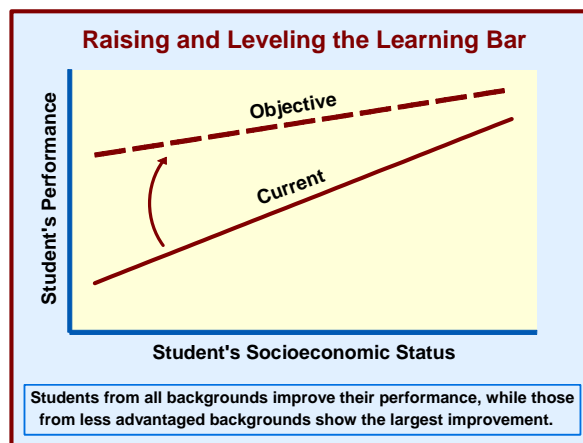 Raising and Leveling the Learning Bar
Objective
Current
Student's Performance
Student's Socioeconomic Status
Students from all backgrounds improve their performance, while those
from less advantaged backgrounds show the largest improvement.